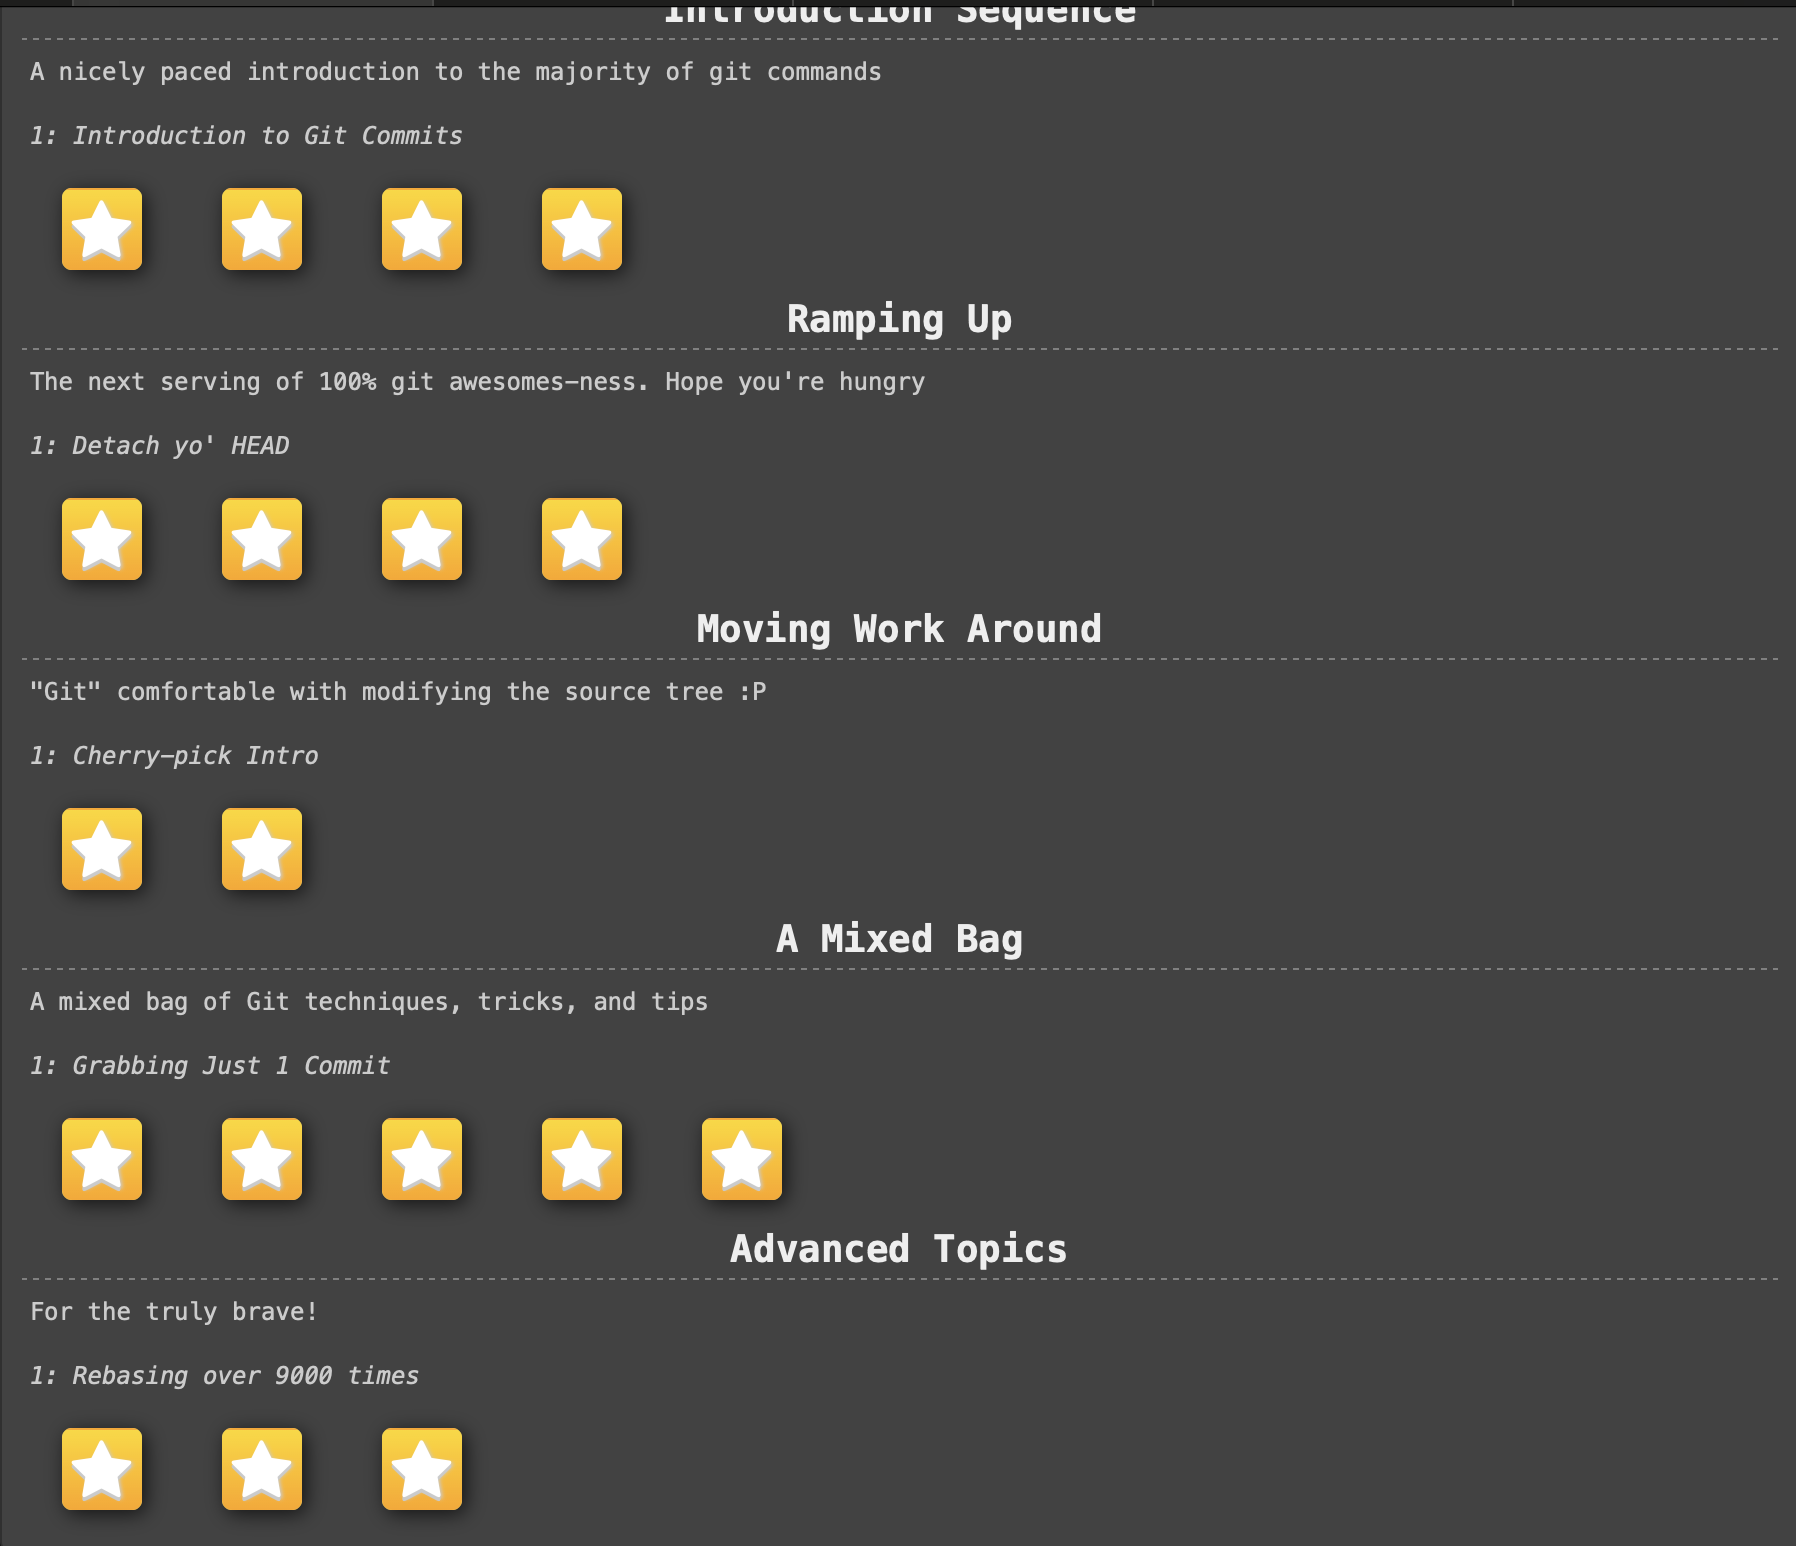 Introduction Sequence
A nicely paced introduction to the majority of git commands
1: Introduction to Git Commits
Ramping Up
The next serving of 100% git awesomes-ness. Hope you're hungry
1: Detach yo' HEAD
Moving Work Around
"Git" comfortable with modifying the source tree :P
1: Cherry-pick Intro
A Mixed Bag
A mixed bag of Git techniques, tricks, and tips
1: Grabbing Just 1 Commit
Advanced Topics
For the truly brave!
1: Rebasing over 9000 times